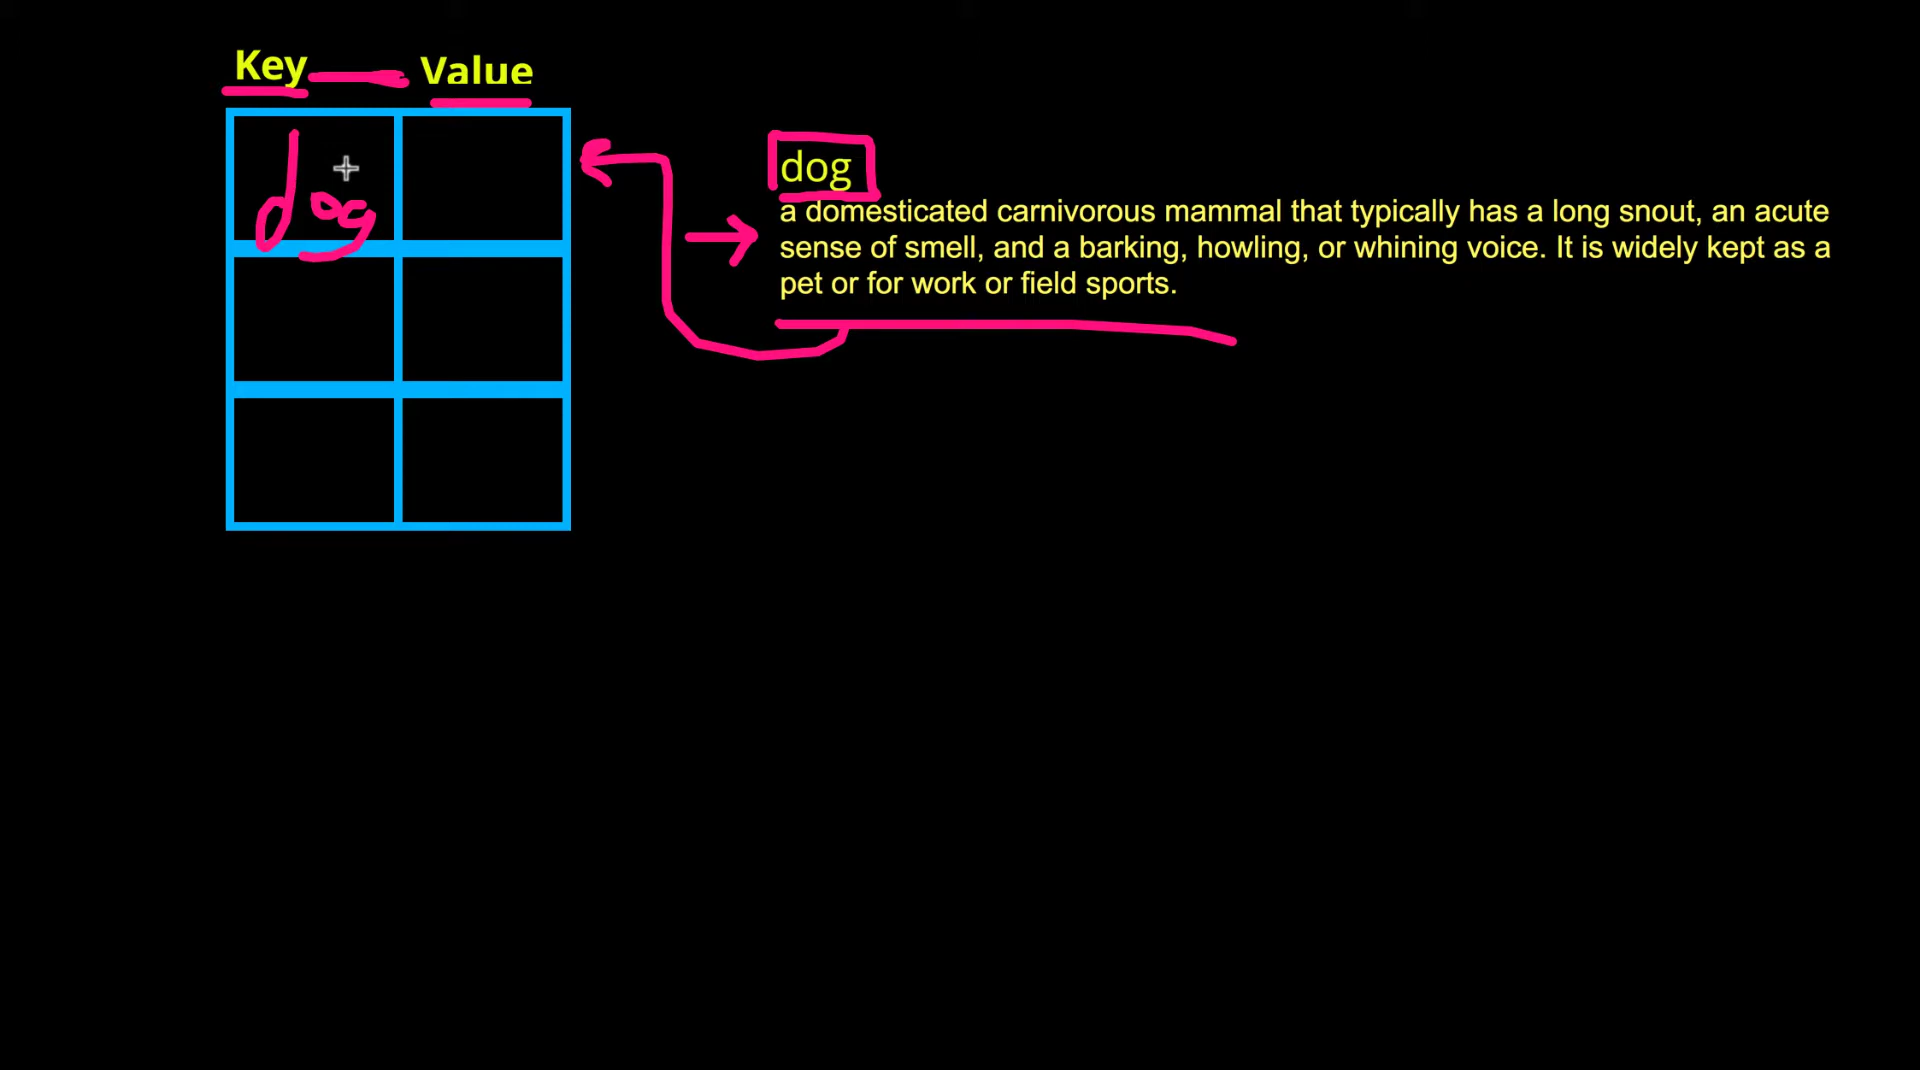 Key Value
dog
dog
a domesticated carnivorous mammal that typically has a long snout, an acute
sense of smell, and a barking, howling, or whining voice. It is widely kept as a
pet or for work or field sports.